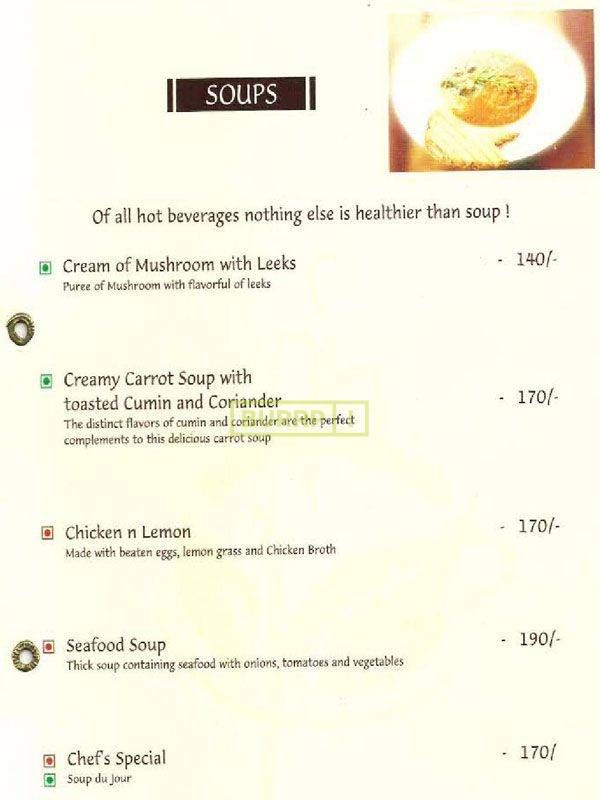 SOUPS
Of all hot beverages nothing else is healthier than soup !
Cream of Mushroom with Leeks - 140/-
Puree of Mushroom with flavorful of leeks
Creamy Carrot Soup with
toasted Cumin and Coriander - 170/-
The distinct flavors of cumin and coriander are the perfect
complements to this delicious carrot soup
Chicken n Lemon - 170/-
Made with beaten eggs, lemon grass and Chicken Broth
Seafood Soup - 190/-
Thick soup containing seafood with onions, tomatoes and vegetables
Chef's Special - 170/
Soup du Jour